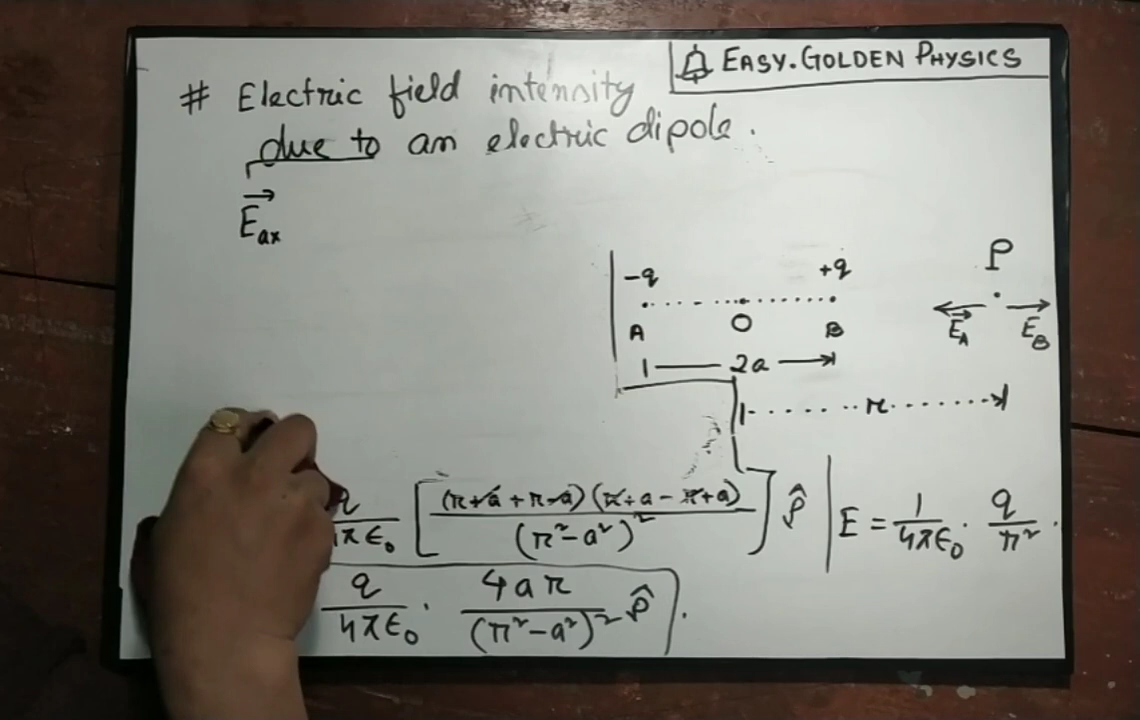 EASY.GOLDEN PHYSICS
# Electric field intensity
due to an electric dipole.
E⃗ax
P
-q +q
A O B
E⃗A E⃗B
2a
r
q/4πε₀ [(r+a+r-a)(r+a-r+a)/(r²-a²)²] p̂ | E = 1/4πε₀ · q/r² ·
q/4πε₀ · 4ar/(r²-a²)² p̂.